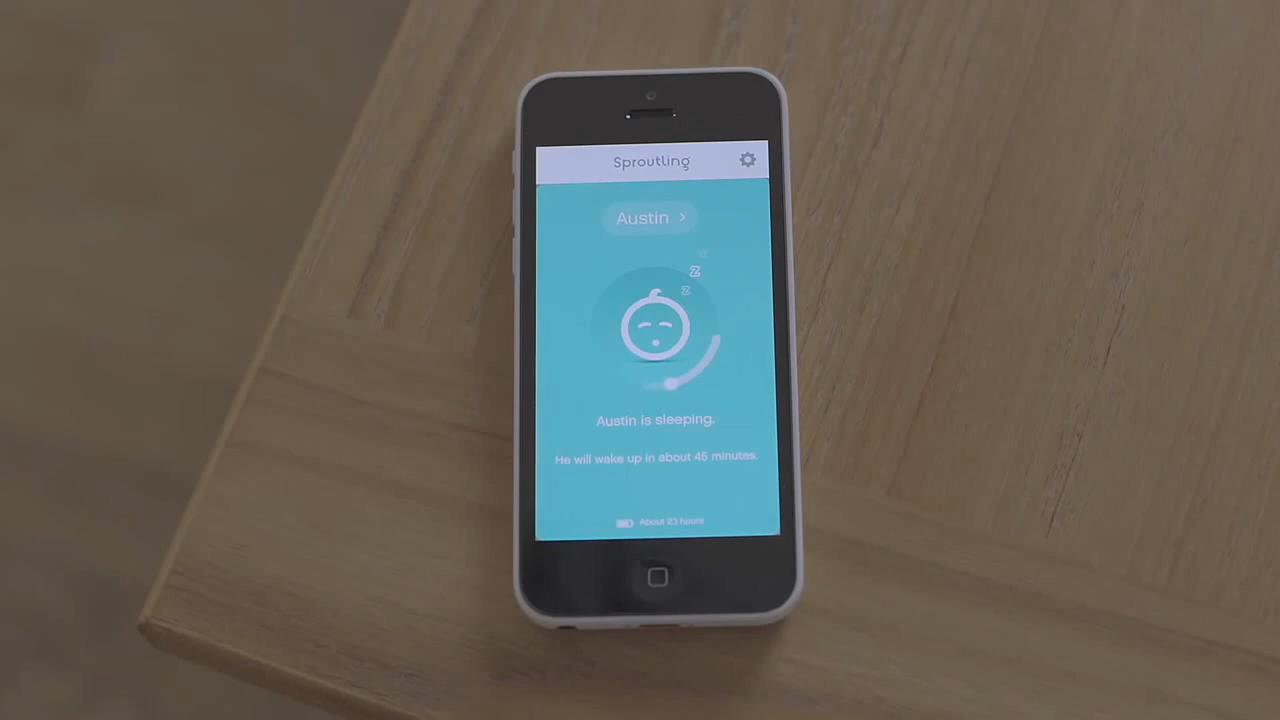 Sproutling
Austin >
z
z
Austin is sleeping.
He will wake up in about 45 minutes.
About 23 hours